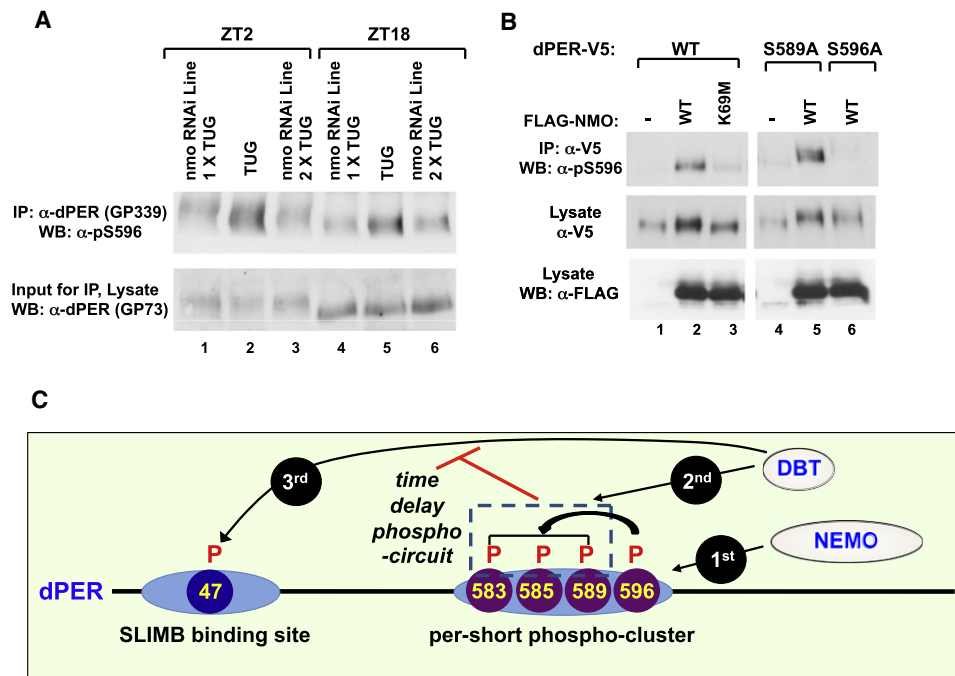 A
ZT2
ZT18
nmo RNAi Line
1 X TUG
TUG
nmo RNAi Line
2 X TUG
nmo RNAi Line
1 X TUG
TUG
nmo RNAi Line
2 X TUG
IP: α-dPER (GP339)
WB: α-pS596
Input for IP, Lysate
WB: α-dPER (GP73)
1 2 3 4 5 6
B
dPER-V5:
WT
S589A
S596A
FLAG-NMO:
-
WT
K69M
-
WT
WT
IP: α-V5
WB: α-pS596
Lysate
α-V5
Lysate
WB: α-FLAG
1 2 3 4 5 6
C
DBT
3rd
time
delay
phospho
-circuit
2nd
NEMO
1st
P
P P P P
dPER
47
583 585 589 596
SLIMB binding site
per-short phospho-cluster